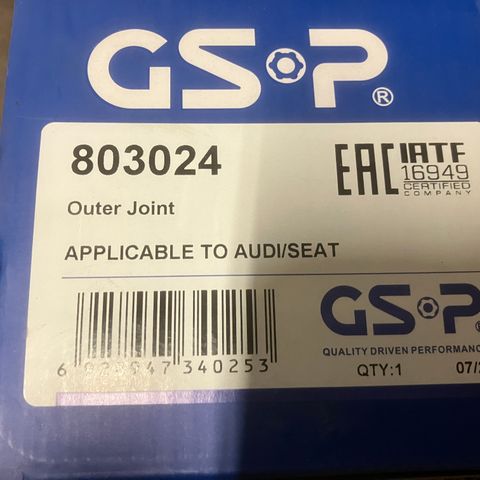 GSP®
803024
EAC IATF
16949
CERTIFIED
COMPANY
Outer Joint
APPLICABLE TO AUDI/SEAT
GSP®
QUALITY DRIVEN PERFORMANCE
340253
QTY:1